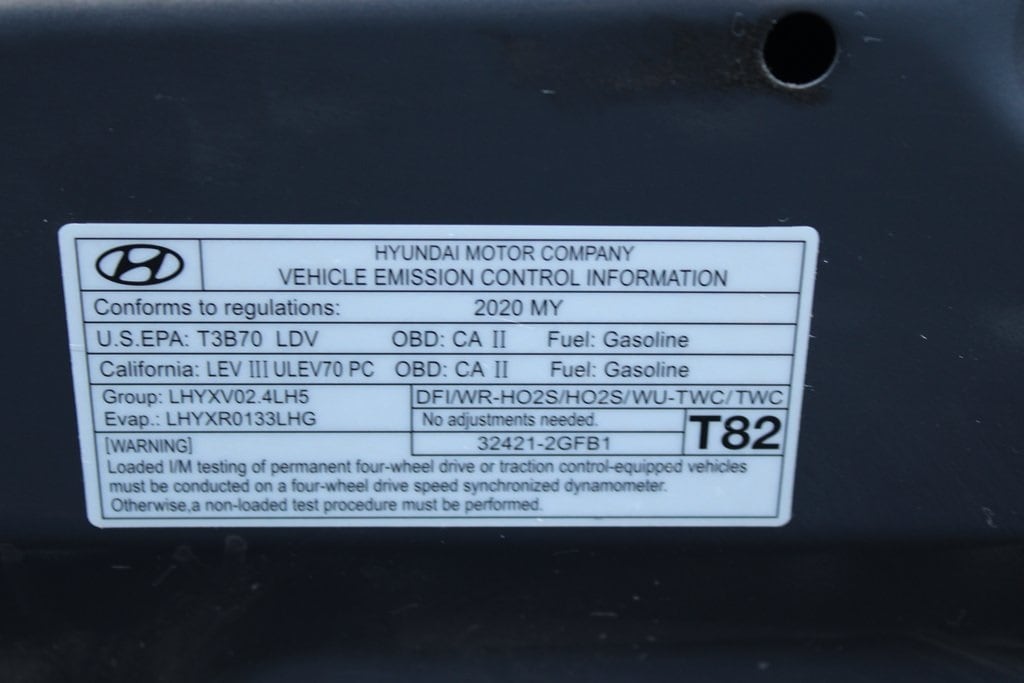 HYUNDAI MOTOR COMPANY
VEHICLE EMISSION CONTROL INFORMATION
Conforms to regulations: 2020 MY
U.S.EPA: T3B70 LDV OBD: CA II Fuel: Gasoline
California: LEV III ULEV70 PC OBD: CA II Fuel: Gasoline
Group: LHYXV02.4LH5 DFI/WR-HO2S/HO2S/WU-TWC/TWC
Evap.: LHYXR0133LHG No adjustments needed.
T82
[WARNING] 32421-2GFB1
Loaded I/M testing of permanent four-wheel drive or traction control-equipped vehicles
must be conducted on a four-wheel drive speed synchronized dynamometer.
Otherwise,a non-loaded test procedure must be performed.